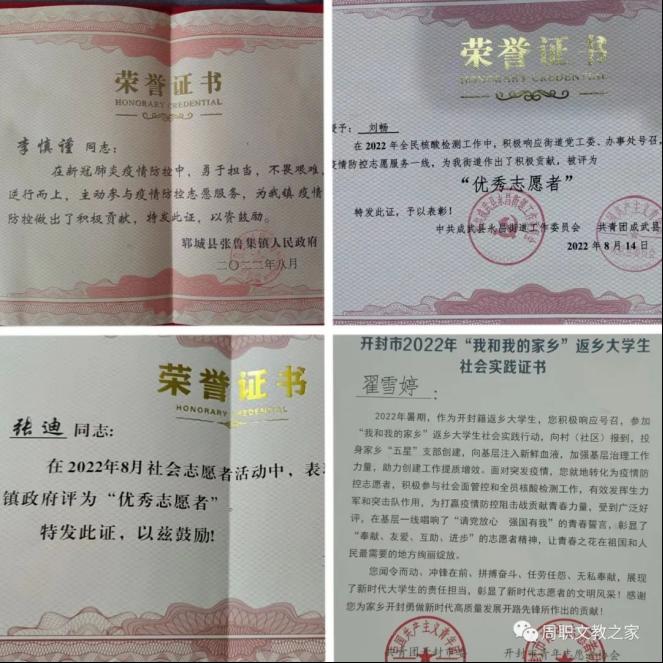 荣誉证书
HONORARY CREDENTIAL
李慎谨 同志：
在新冠肺炎疫情防控中，勇于担当，不畏艰难，
逆行而上，主动参与疫情防控志愿服务，为我镇疫情
防控做出了积极贡献，特发此证，以资鼓励。
郓城县张鲁集镇人民政府
二〇二二年八月
荣誉证书
HONORARY CREDENTIAL
予：刘畅
在 2022 年全民核酸检测工作中，积极响应街道党工委、办事处号召，
疫情防控志愿服务一线，为我街道作出了积极贡献，被评为
“优秀志愿者”
特发此证，予以表彰！
中共成武县永昌街道工作委员会 共青团成武县
2022 年 8 月 14 日
荣誉证书
HONORARY CREDENTIAL
张迪 同志：
在 2022年8月社会志愿者活动中，表
镇政府评为“优秀志愿者”。
特发此证，以兹鼓励！
开封市2022年“我和我的家乡”返乡大学生
社会实践证书
翟雪婷：
2022年暑期，作为开封籍返乡大学生，您积极响应号召，参加
“我和我的家乡”返乡大学生社会实践行动，向村（社区）报到，投
身家乡“五星”支部创建，向基层注入新鲜血液，加强基层治理工作
力量，助力创建工作提质增效。面对突发疫情，您就地转化为疫情防
控志愿者，积极参与社会面管控和全员核酸检测工作，有效发挥生力
军和突击队作用，为打赢疫情防控阻击战贡献青春力量，受到广泛好
评，在基层一线唱响了“请党放心 强国有我”的青春誓言，彰显了
“奉献、友爱、互助、进步”的志愿者精神，让青春之花在祖国和人
民最需要的地方绚丽绽放。
您闻令而动、冲锋在前、拼搏奋斗、任劳任怨、无私奉献，展现
了新时代大学生的责任担当，彰显了新时代志愿者的文明风采！感谢
您为家乡开封勇做新时代高质量发展开路先锋所作出的贡献！
共青团开封市委
开封市青年志愿者协会
周职文教之家